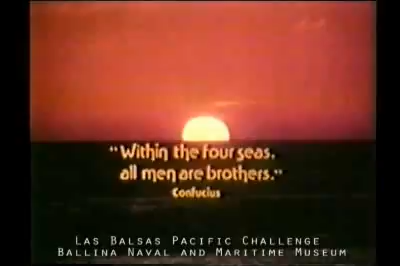 "Within the four seas,
all men are brothers."
Confucius
Las Balsas Pacific Challenge
Ballina Naval and Maritime Museum